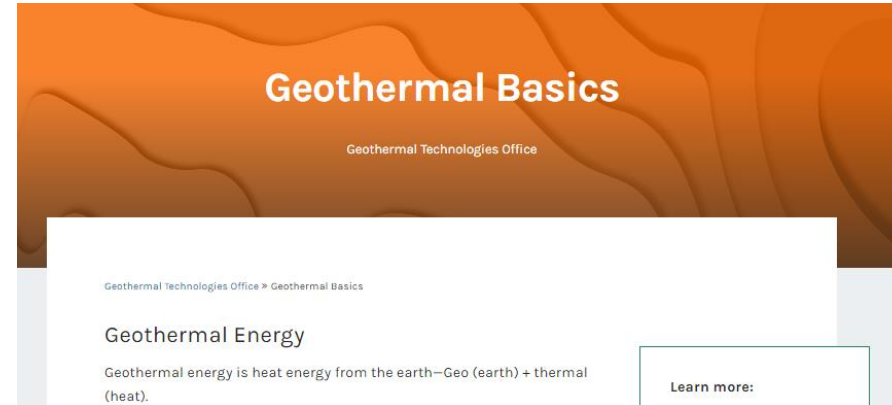 Geothermal Basics
Geothermal Technologies Office
Geothermal Technologies Office » Geothermal Basics
Geothermal Energy
Geothermal energy is heat energy from the earth—Geo (earth) + thermal
(heat).
Learn more: